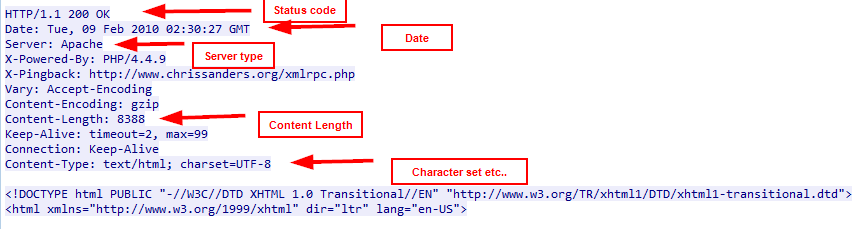 HTTP/1.1 200 OK
Status code
Date: Tue, 09 Feb 2010 02:30:27 GMT
Date
Server: Apache
Server type
X-Powered-By: PHP/4.4.9
X-Pingback: http://www.chrissanders.org/xmlrpc.php
Vary: Accept-Encoding
Content-Encoding: gzip
Content-Length: 8388
Content Length
Keep-Alive: timeout=2, max=99
Connection: Keep-Alive
Content-Type: text/html; charset=UTF-8
Character set etc..
<!DOCTYPE html PUBLIC "-//W3C//DTD XHTML 1.0 Transitional//EN" "http://www.w3.org/TR/xhtml1/DTD/xhtml1-transitional.dtd">
<html xmlns="http://www.w3.org/1999/xhtml" dir="ltr" lang="en-US">